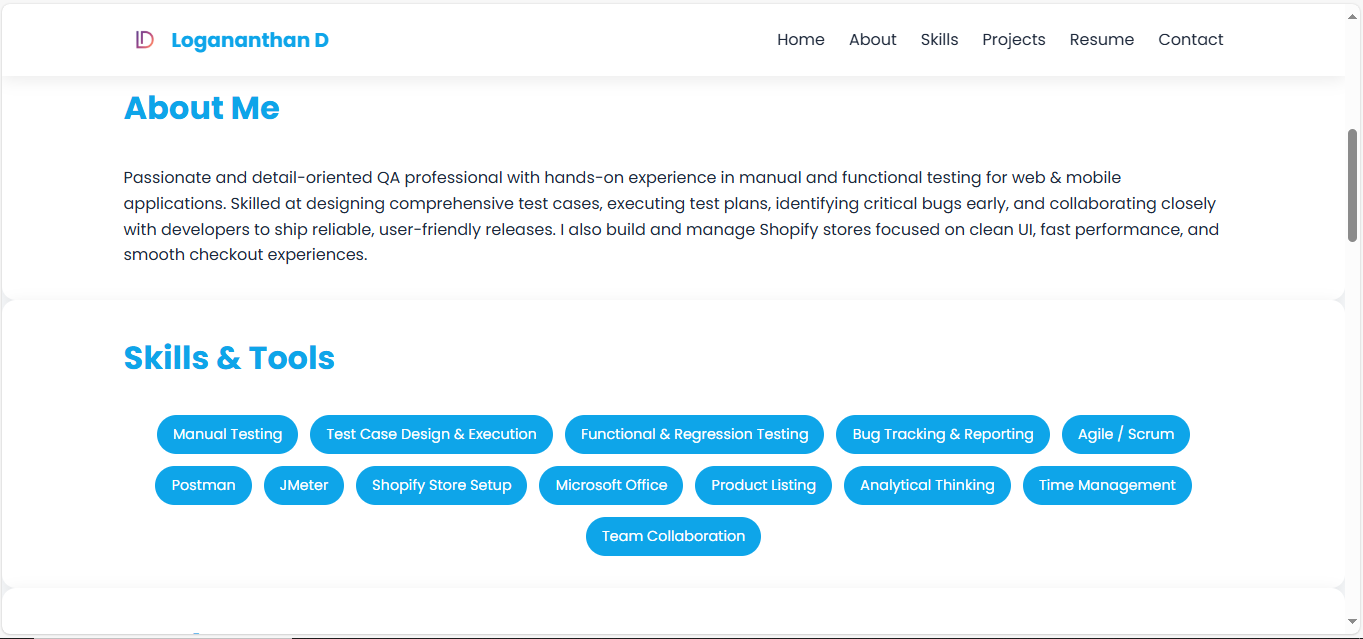 LD Logananthan D Home About Skills Projects Resume Contact
About Me
Passionate and detail-oriented QA professional with hands-on experience in manual and functional testing for web & mobile
applications. Skilled at designing comprehensive test cases, executing test plans, identifying critical bugs early, and collaborating closely
with developers to ship reliable, user-friendly releases. I also build and manage Shopify stores focused on clean UI, fast performance, and
smooth checkout experiences.
Skills & Tools
Manual Testing Test Case Design & Execution Functional & Regression Testing Bug Tracking & Reporting Agile / Scrum
Postman JMeter Shopify Store Setup Microsoft Office Product Listing Analytical Thinking Time Management
Team Collaboration